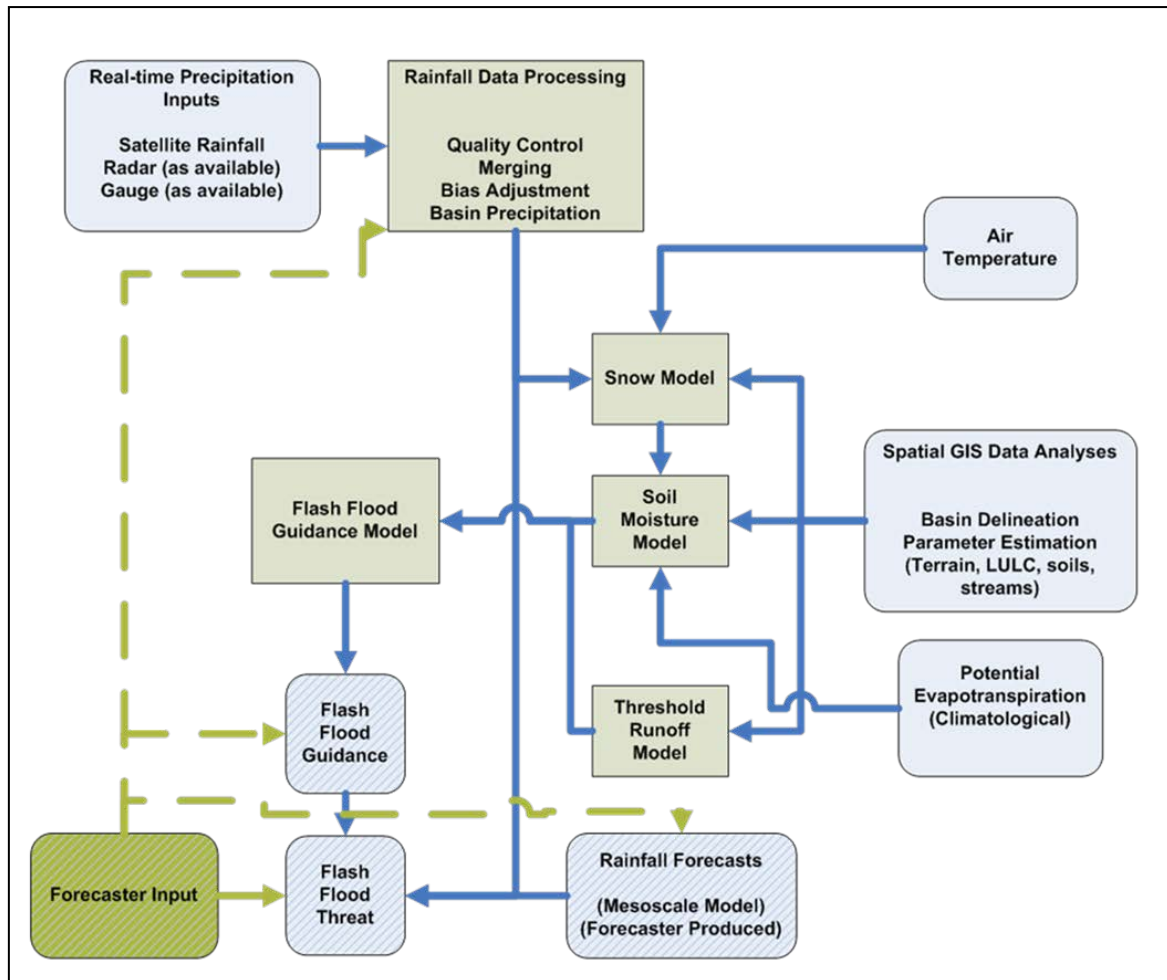 Real-time Precipitation
Inputs
Satellite Rainfall
Radar (as available)
Gauge (as available)
Rainfall Data Processing
Quality Control
Merging
Bias Adjustment
Basin Precipitation
Air
Temperature
Snow Model
Spatial GIS Data Analyses
Basin Delineation
Parameter Estimation
(Terrain, LULC, soils,
streams)
Flash Flood
Guidance Model
Soil
Moisture
Model
Potential
Evapotranspiration
(Climatological)
Threshold
Runoff
Model
Flash
Flood
Guidance
Forecaster Input
Flash
Flood
Threat
Rainfall Forecasts
(Mesoscale Model)
(Forecaster Produced)